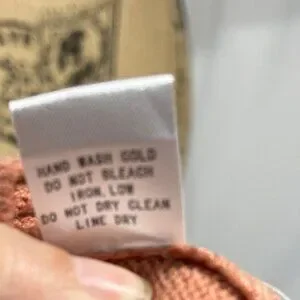 HAND WASH COLD
DO NOT BLEACH
IRON, LOW
DO NOT DRY CLEAN
LINE DRY